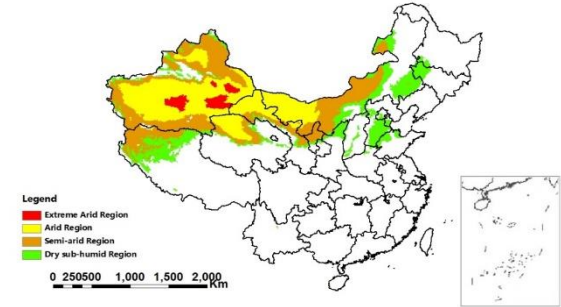 Legend
Extreme Arid Region
Arid Region
Semi-arid Region
Dry sub-humid Region
0 250500 1,000 1,500 2,000
Km